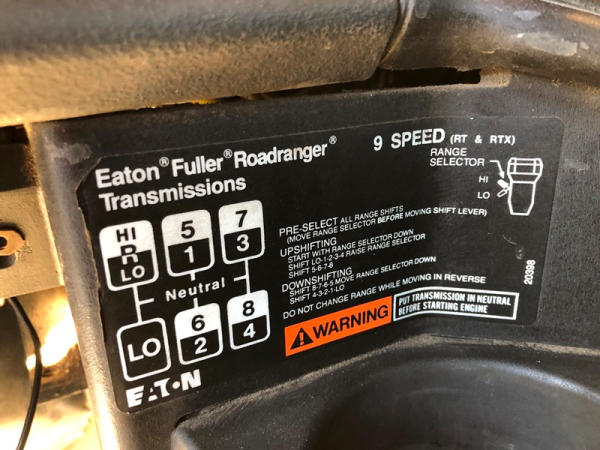 Eaton® Fuller® Roadranger®
Transmissions
9 SPEED (RT & RTX)
RANGE
SELECTOR
HI
LO
HI
R
LO
5
1
7
3
Neutral
LO
6
2
8
4
PRE-SELECT ALL RANGE SHIFTS
(MOVE RANGE SELECTOR BEFORE MOVING SHIFT LEVER)
UPSHIFTING
START WITH RANGE SELECTOR DOWN
SHIFT LO-1-2-3-4 RAISE RANGE SELECTOR
SHIFT 5-6-7-8
DOWNSHIFTING
SHIFT 8-7-6-5 MOVE RANGE SELECTOR DOWN
SHIFT 4-3-2-1-LO
DO NOT CHANGE RANGE WHILE MOVING IN REVERSE
WARNING
PUT TRANSMISSION IN NEUTRAL
BEFORE STARTING ENGINE
20398
EATON